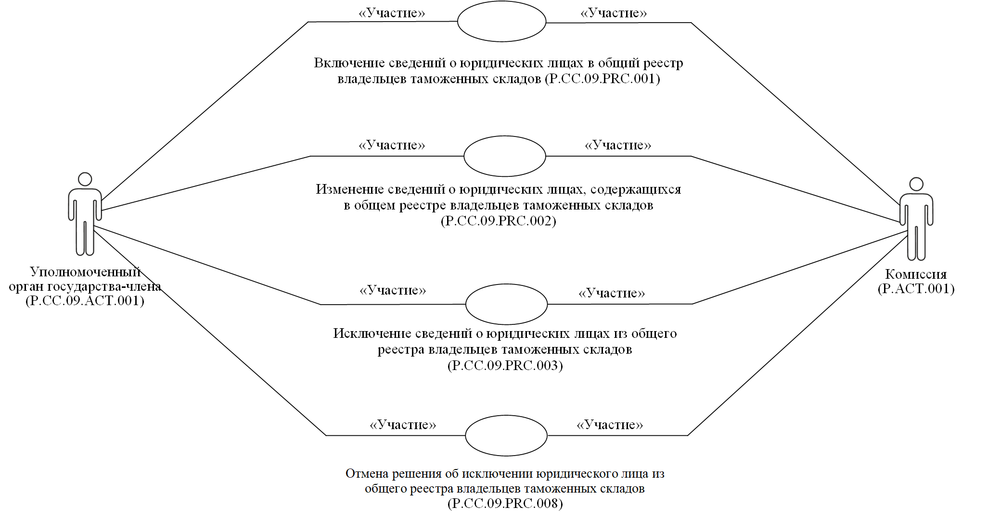 «Участие» «Участие»
Включение сведений о юридических лицах в общий реестр
владельцев таможенных складов (P.CC.09.PRC.001)
«Участие» «Участие»
Изменение сведений о юридических лицах, содержащихся
в общем реестре владельцев таможенных складов
(P.CC.09.PRC.002)
Уполномоченный
орган государства-члена
(P.CC.09.ACT.001)
Комиссия
(P.ACT.001)
«Участие» «Участие»
Исключение сведений о юридических лицах из общего
реестра владельцев таможенных складов
(P.CC.09.PRC.003)
«Участие» «Участие»
Отмена решения об исключении юридического лица из
общего реестра владельцев таможенных складов
(P.CC.09.PRC.008)